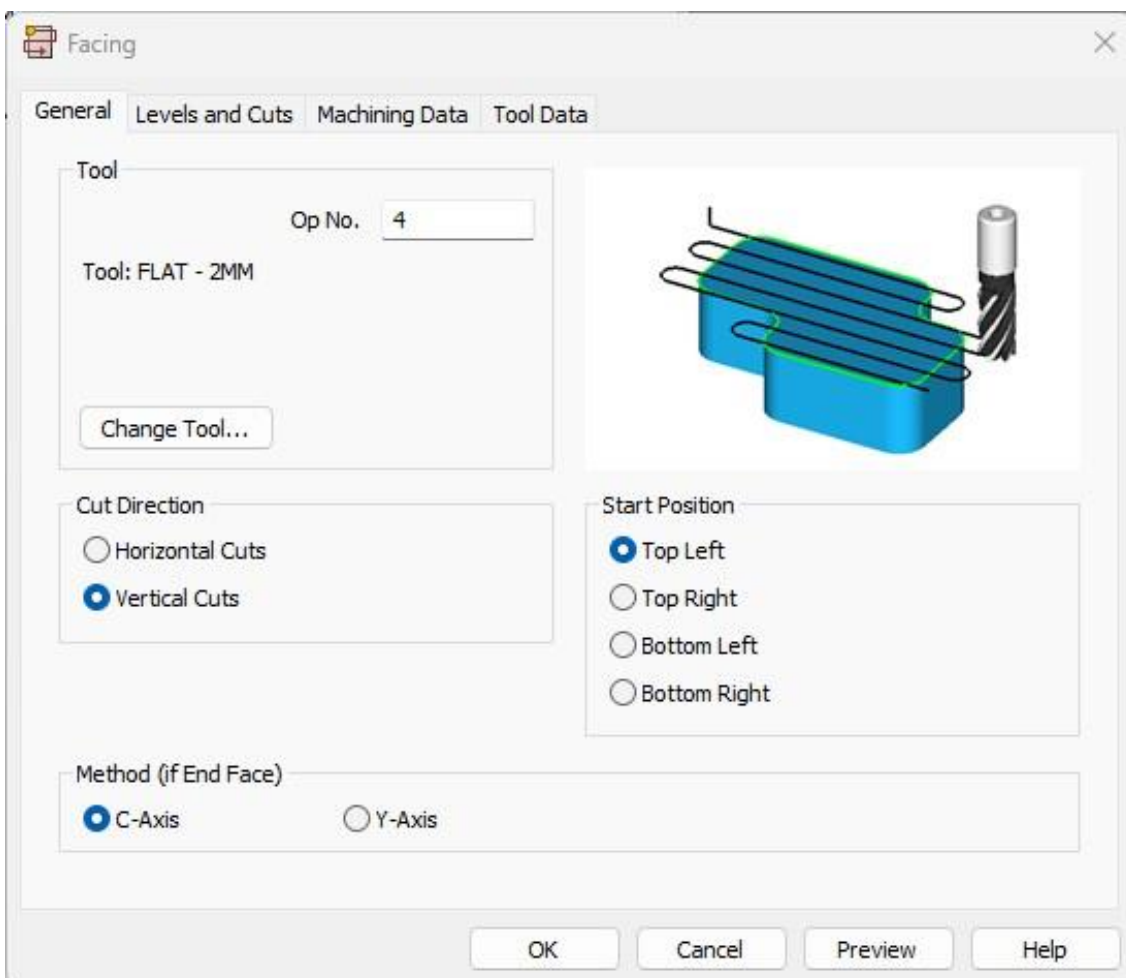 Facing
General Levels and Cuts Machining Data Tool Data
Tool
Op No. 4
Tool: FLAT - 2MM
Change Tool...
Cut Direction
Horizontal Cuts
Vertical Cuts
Start Position
Top Left
Top Right
Bottom Left
Bottom Right
Method (if End Face)
C-Axis Y-Axis
OK Cancel Preview Help